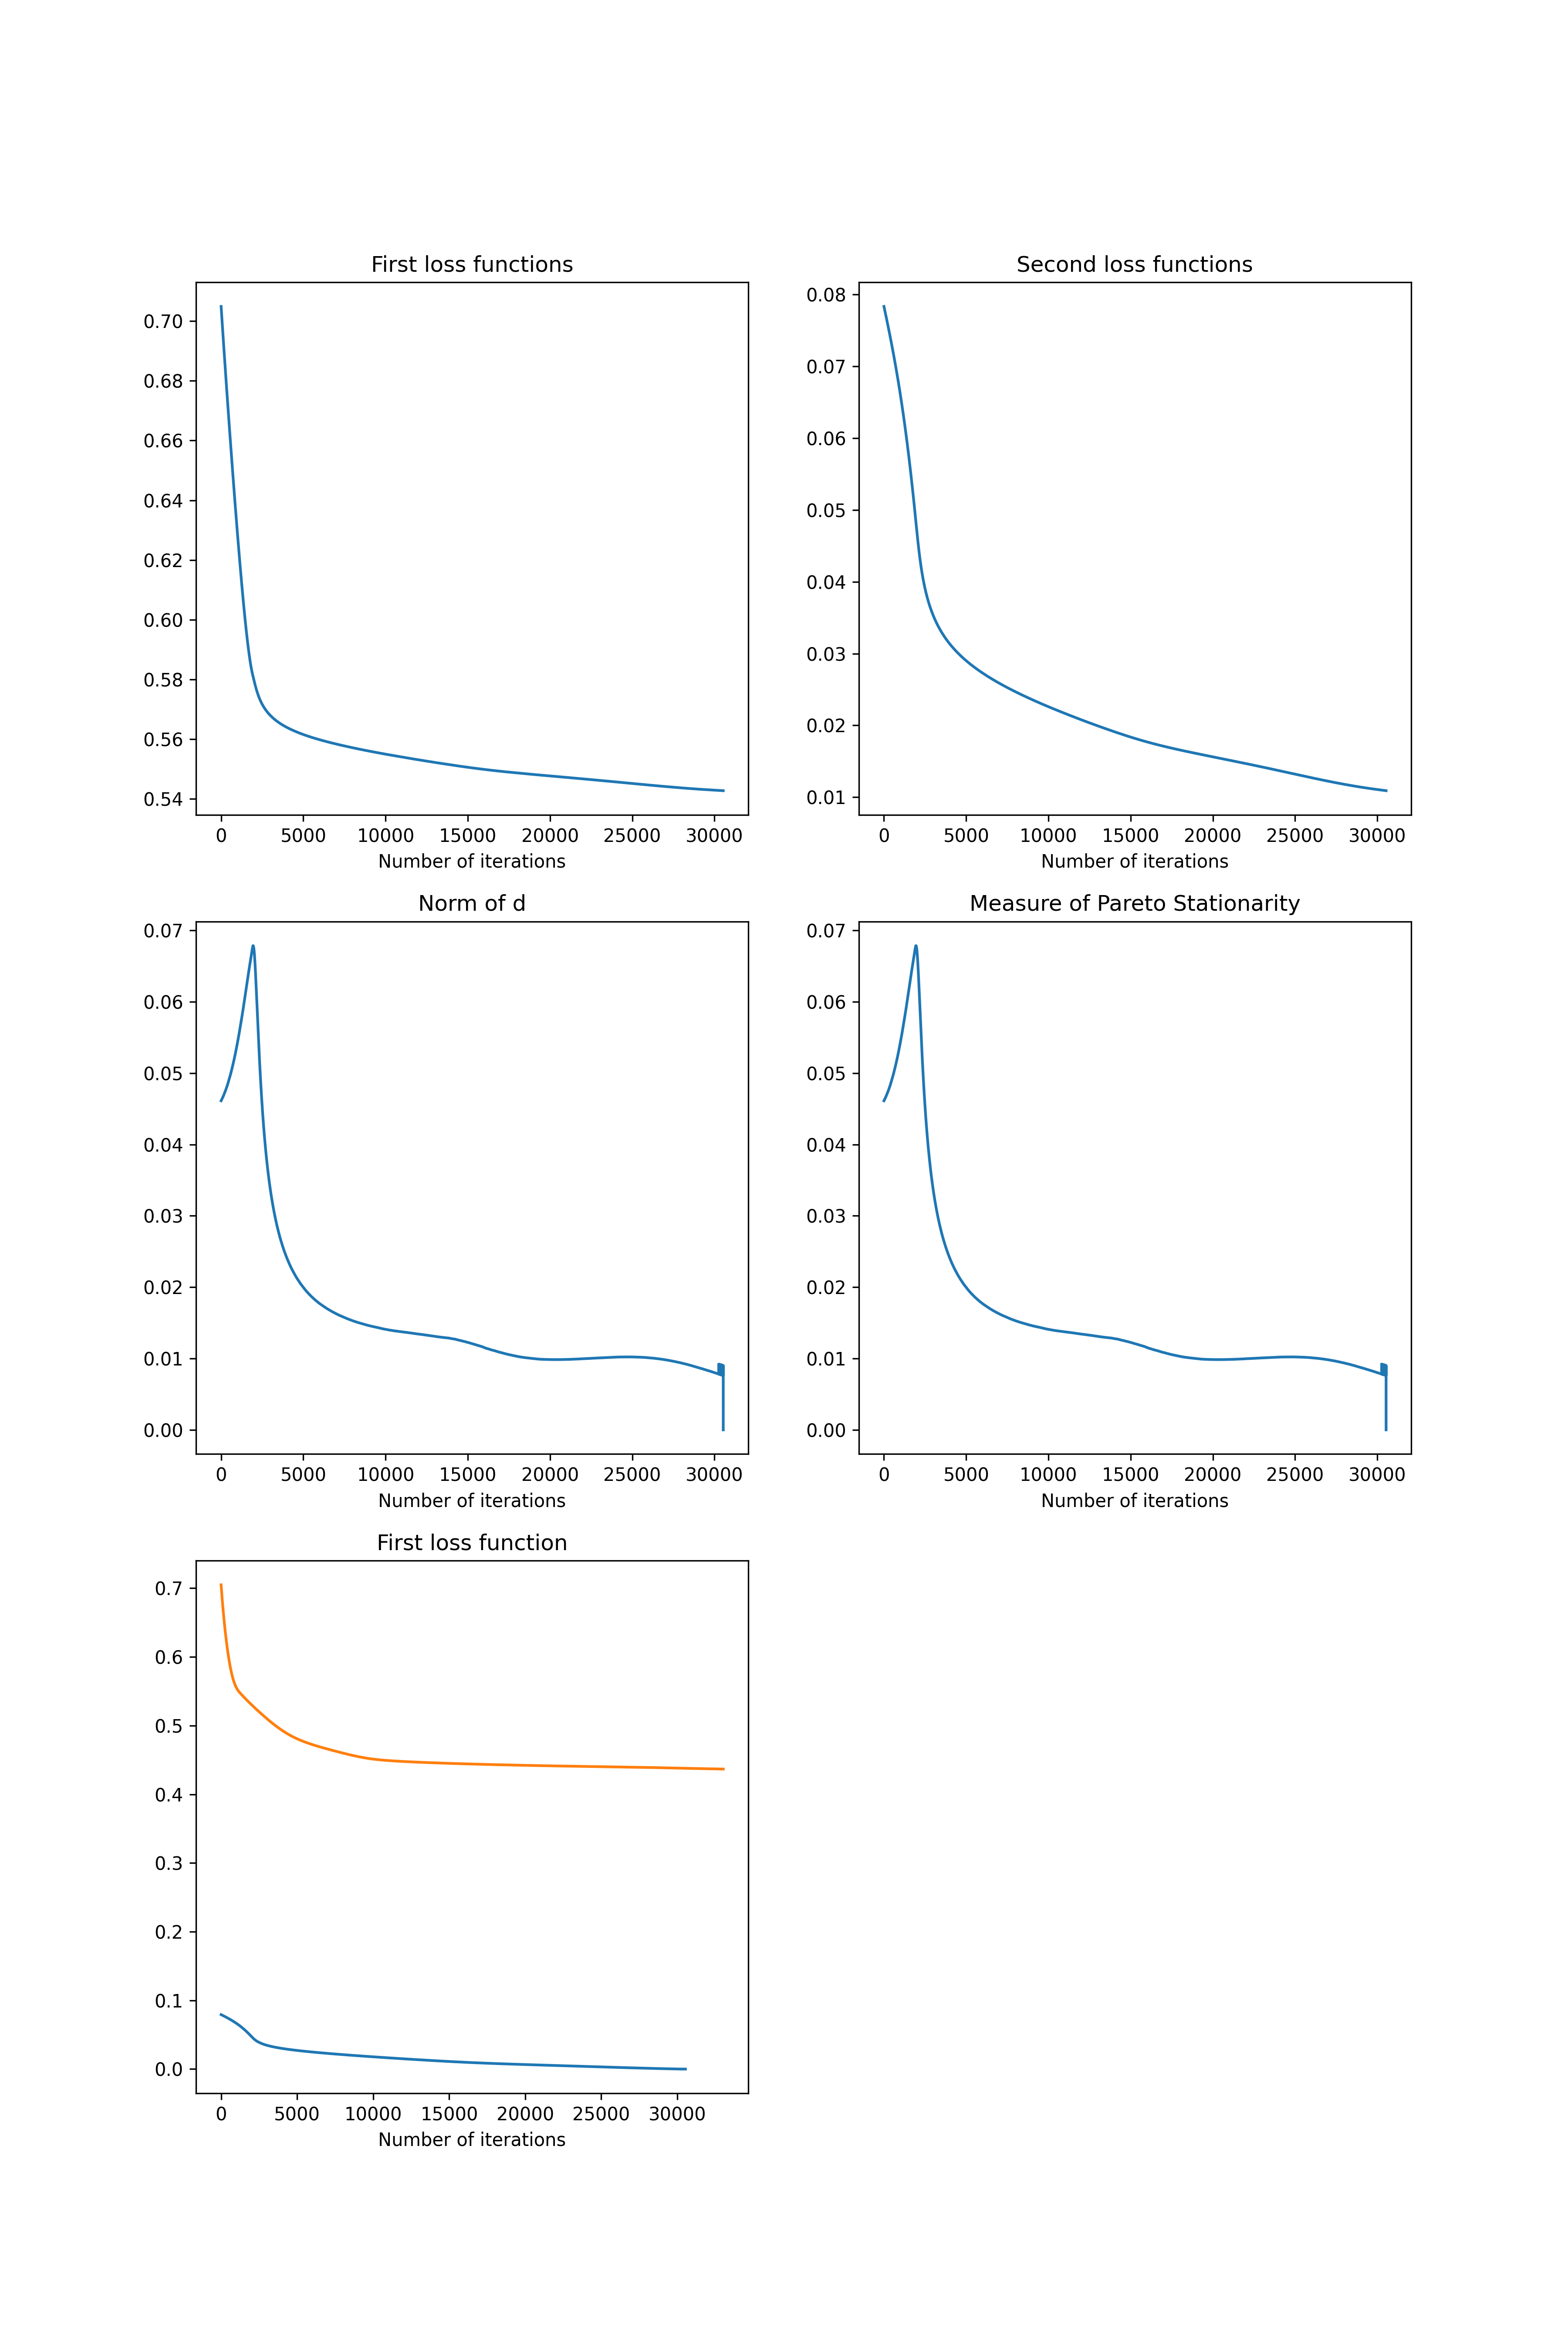 First loss functions
Second loss functions
0.70
0.68
0.66
0.64
0.62
0.60
0.58
0.56
0.54
0 5000 10000 15000 20000 25000 30000
Number of iterations
0.08
0.07
0.06
0.05
0.04
0.03
0.02
0.01
0 5000 10000 15000 20000 25000 30000
Number of iterations
Norm of d
Measure of Pareto Stationarity
0.07
0.06
0.05
0.04
0.03
0.02
0.01
0.00
0 5000 10000 15000 20000 25000 30000
Number of iterations
0.07
0.06
0.05
0.04
0.03
0.02
0.01
0.00
0 5000 10000 15000 20000 25000 30000
Number of iterations
First loss function
0.7
0.6
0.5
0.4
0.3
0.2
0.1
0.0
0 5000 10000 15000 20000 25000 30000
Number of iterations